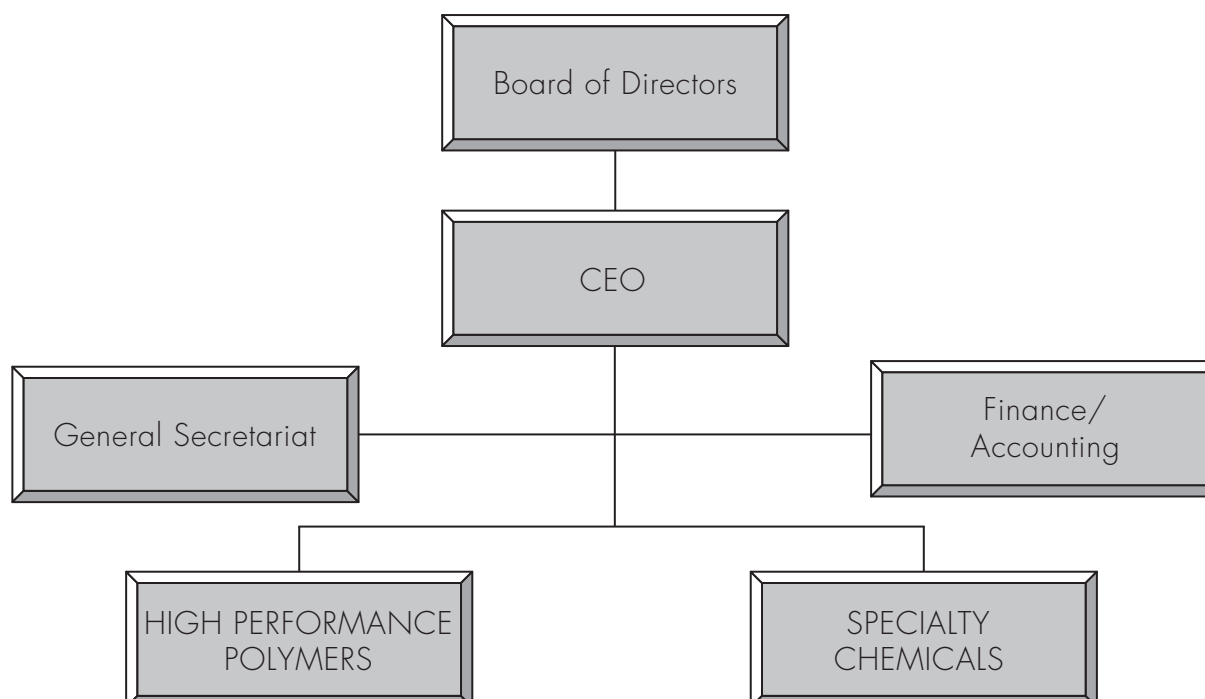 Board of Directors
CEO
General Secretariat
Finance/
Accounting
HIGH PERFORMANCE
POLYMERS
SPECIALTY
CHEMICALS